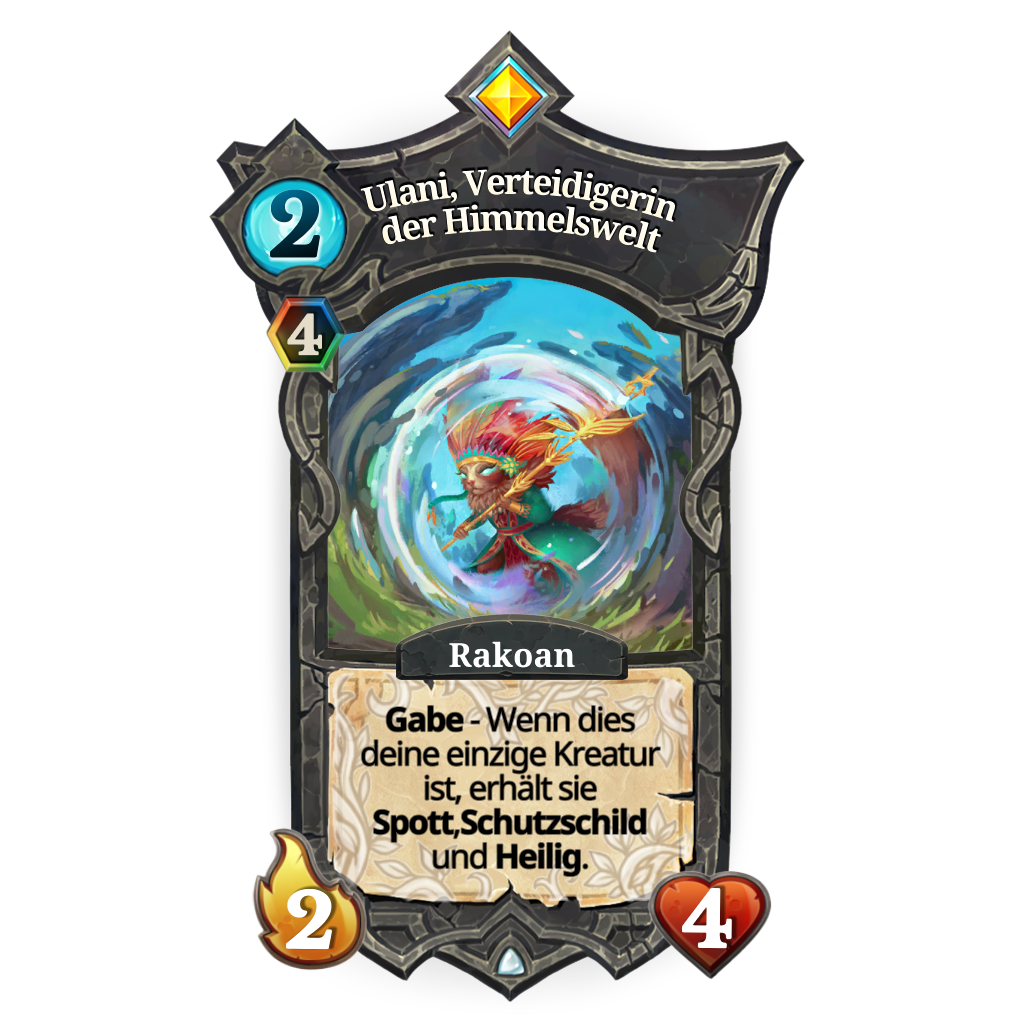 2
Ulani, Verteidigerin
der Himmelswelt
4
Rakoan
Gabe - Wenn dies
deine einzige Kreatur
ist, erhält sie
Spott,Schutzschild
und Heilig.
2
4